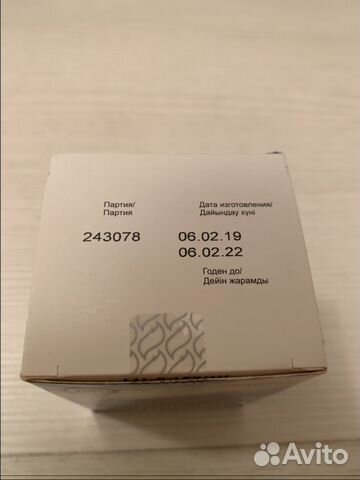 Партия/
Партия
Дата изготовления/
Дайындау күні
243078
06.02.19
06.02.22
Годен до/
Дейін жарамды
Avito